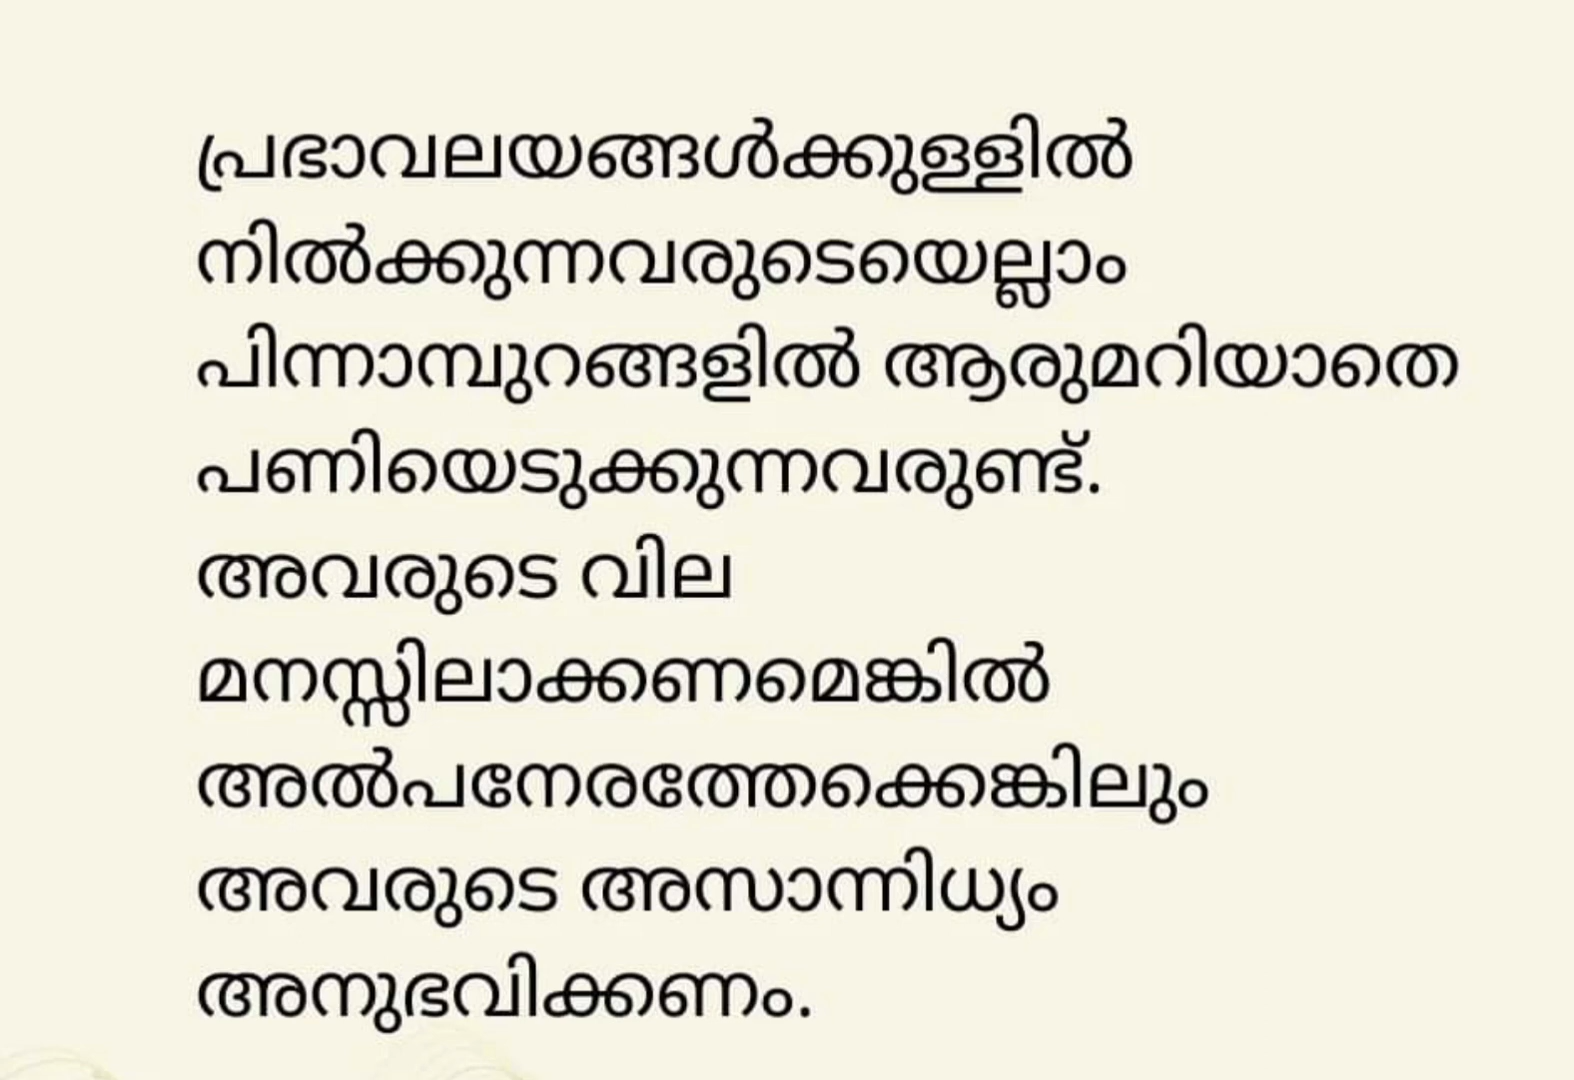 പ്രഭാവലയങ്ങൾക്കുള്ളിൽ
നിൽക്കുന്നവരുടെയെല്ലാം
പിന്നാമ്പുറങ്ങളിൽ ആരുമറിയാതെ
പണിയെടുക്കുന്നവരുണ്ട്.
അവരുടെ വില
മനസ്സിലാക്കണമെങ്കിൽ
അൽപനേരത്തേക്കെങ്കിലും
അവരുടെ അസാന്നിധ്യം
അനുഭവിക്കണം.